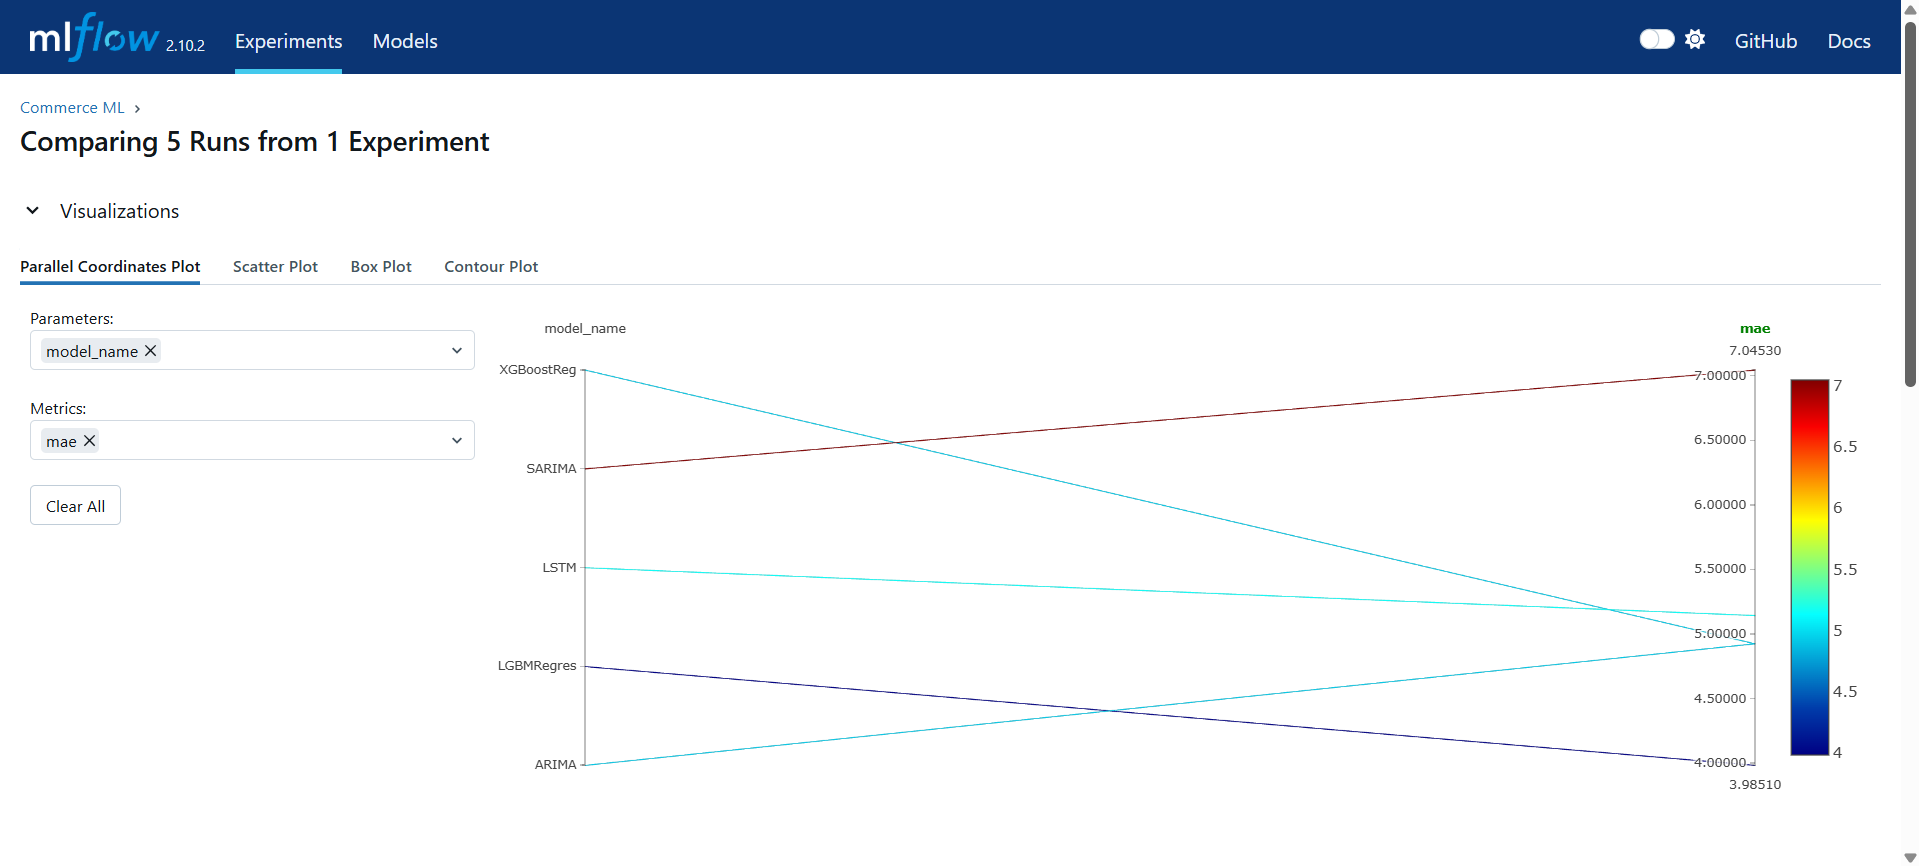 mlflow 2.10.2 Experiments Models GitHub Docs
Commerce ML ›
Comparing 5 Runs from 1 Experiment
Visualizations
Parallel Coordinates Plot Scatter Plot Box Plot Contour Plot
Parameters:
model_name
Metrics:
mae
Clear All
model_name
XGBoostReg
SARIMA
LSTM
LGBMRegres
ARIMA
mae
7.04530
7.00000
6.50000
6.00000
5.50000
5.00000
4.50000
4.00000
3.98510
7
6.5
6
5.5
5
4.5
4